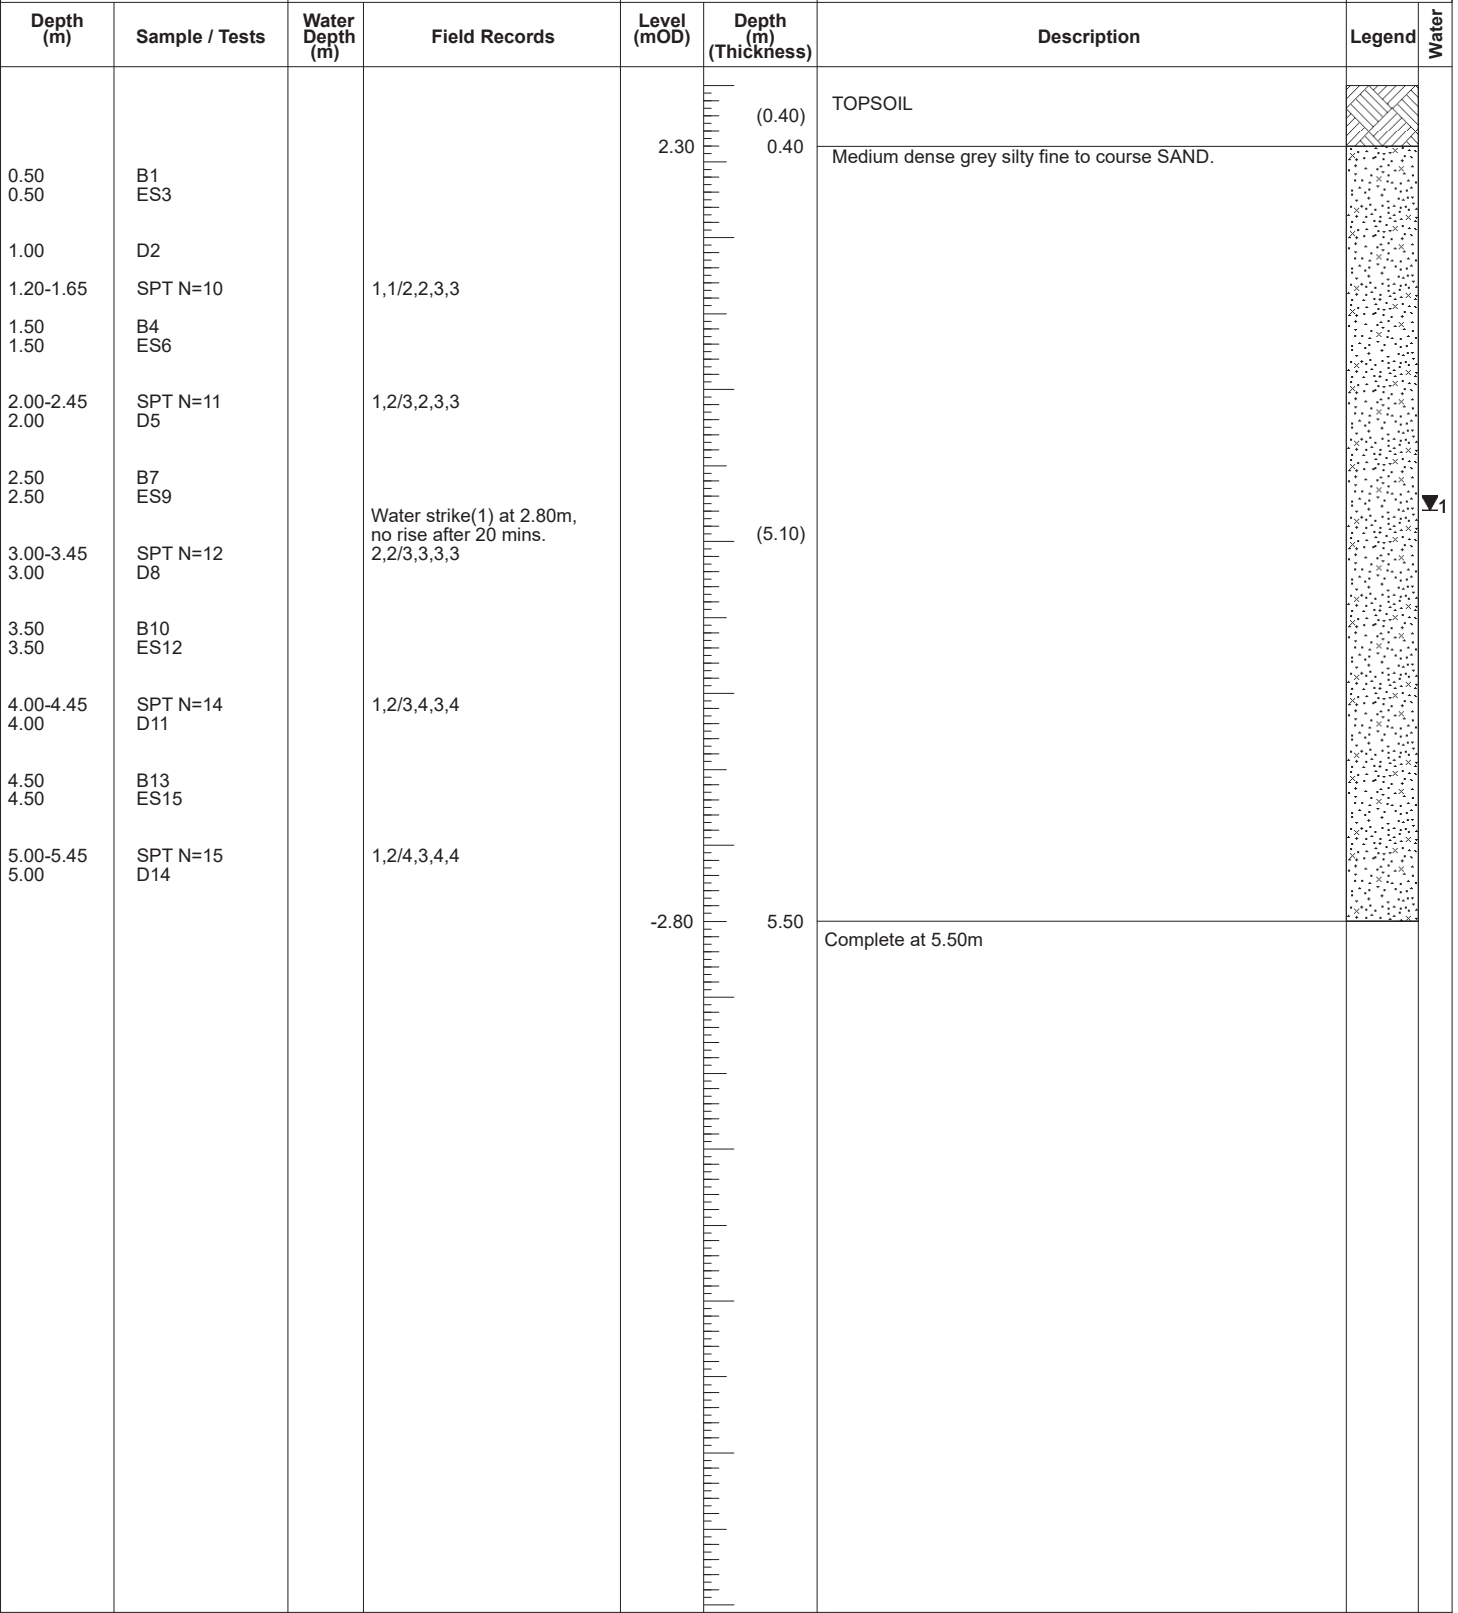 Depth
(m)
Sample / Tests
Water
Depth
(m)
Field Records
Level
(mOD)
Depth
(m)
(Thickness)
Description
Legend
Water
TOPSOIL
(0.40)
2.30 0.40
Medium dense grey silty fine to course SAND.
0.50 B1
0.50 ES3
1.00 D2
1.20-1.65 SPT N=10 1,1/2,2,3,3
1.50 B4
1.50 ES6
2.00-2.45 SPT N=11 1,2/3,2,3,3
2.00 D5
2.50 B7
2.50 ES9
1
Water strike(1) at 2.80m,
no rise after 20 mins.
(5.10)
3.00-3.45 SPT N=12 2,2/3,3,3,3
3.00 D8
3.50 B10
3.50 ES12
4.00-4.45 SPT N=14 1,2/3,4,3,4
4.00 D11
4.50 B13
4.50 ES15
5.00-5.45 SPT N=15 1,2/4,3,4,4
5.00 D14
-2.80 5.50
Complete at 5.50m